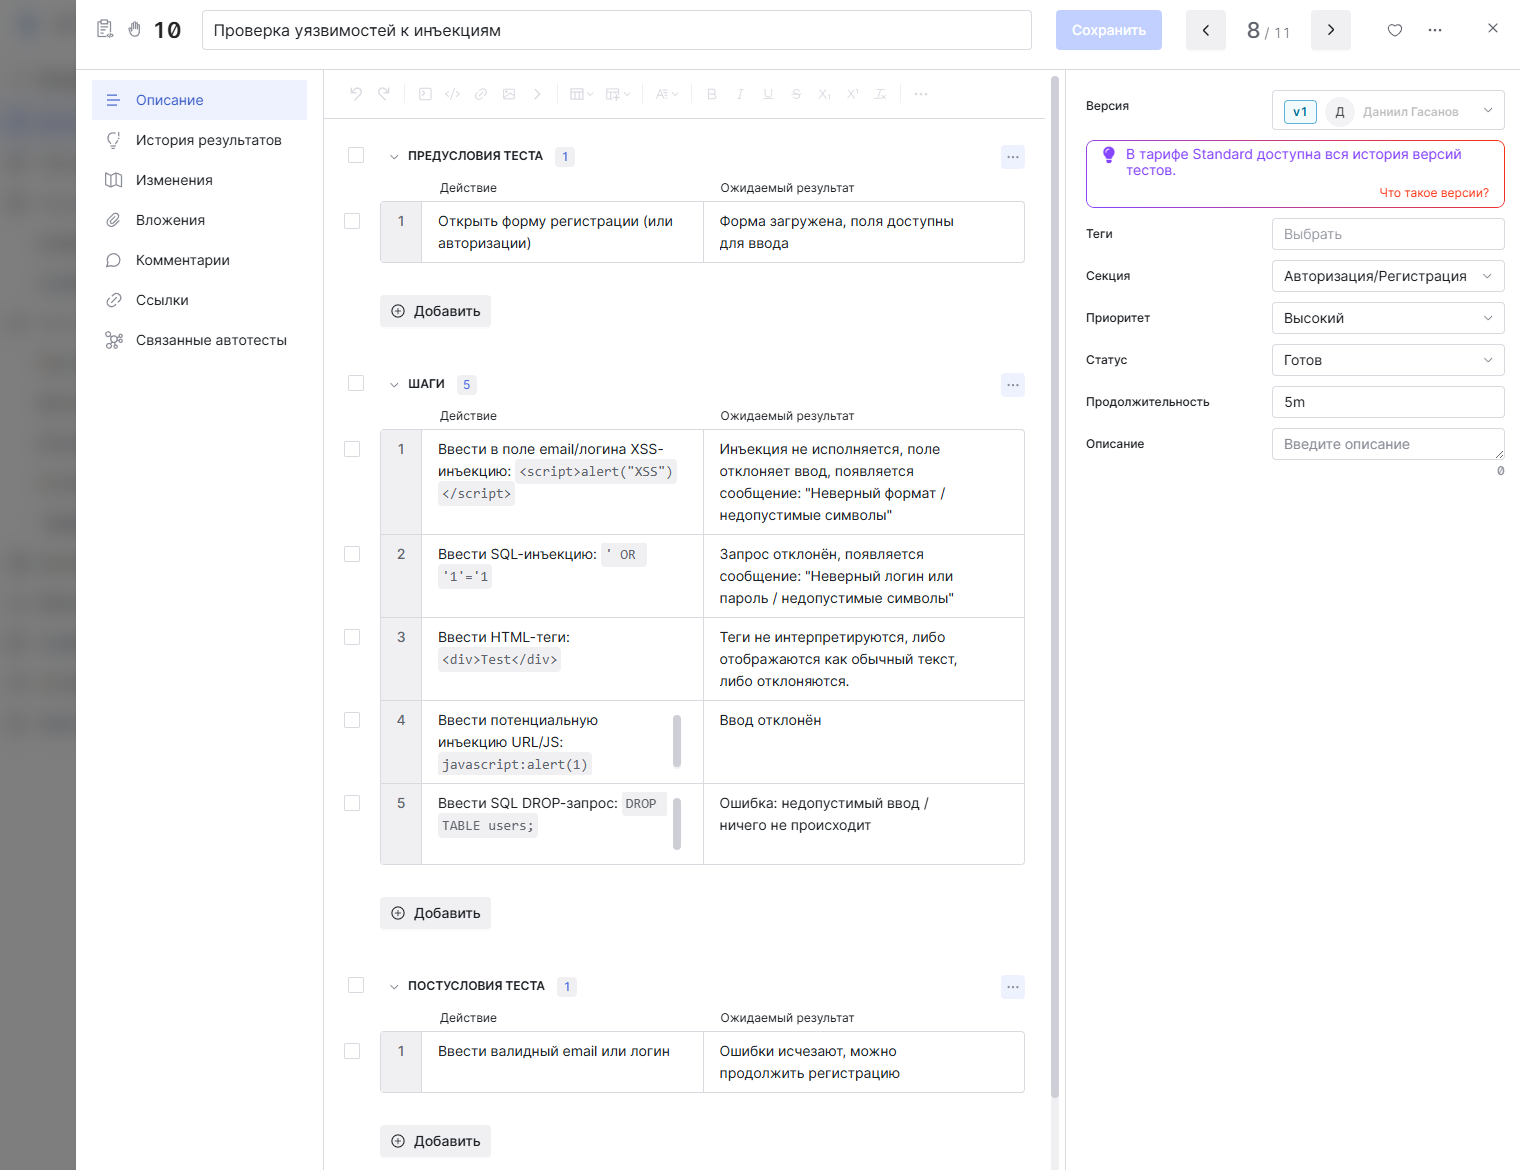 10
Проверка уязвимостей к инъекциям
Сохранить
8 / 11
Описание
История результатов
Изменения
Вложения
Комментарии
Ссылки
Связанные автотесты
ПРЕДУСЛОВИЯ ТЕСТА 1
Действие
Ожидаемый результат
1
Открыть форму регистрации (или
авторизации)
Форма загружена, поля доступны
для ввода
Добавить
ШАГИ 5
Действие
Ожидаемый результат
1
Ввести в поле email/логина XSS-
инъекцию: <script>alert("XSS")
</script>
Инъекция не исполняется, поле
отклоняет ввод, появляется
сообщение: "Неверный формат /
недопустимые символы"
2
Ввести SQL-инъекцию: ' OR
'1'='1
Запрос отклонён, появляется
сообщение: "Неверный логин или
пароль / недопустимые символы"
3
Ввести HTML-теги:
<div>Test</div>
Теги не интерпретируются, либо
отображаются как обычный текст,
либо отклоняются.
4
Ввести потенциальную
инъекцию URL/JS:
javascript:alert(1)
Ввод отклонён
5
Ввести SQL DROP-запрос: DROP
TABLE users;
Ошибка: недопустимый ввод /
ничего не происходит
Добавить
ПОСТУСЛОВИЯ ТЕСТА 1
Действие
Ожидаемый результат
1
Ввести валидный email или логин
Ошибки исчезают, можно
продолжить регистрацию
Добавить
Версия
v1 Д Даниил Гасанов
В тарифе Standard доступна вся история версий
тестов.
Что такое версии?
Теги
Выбрать
Секция
Авторизация/Регистрация
Приоритет
Высокий
Статус
Готов
Продолжительность
5m
Описание
Введите описание
0